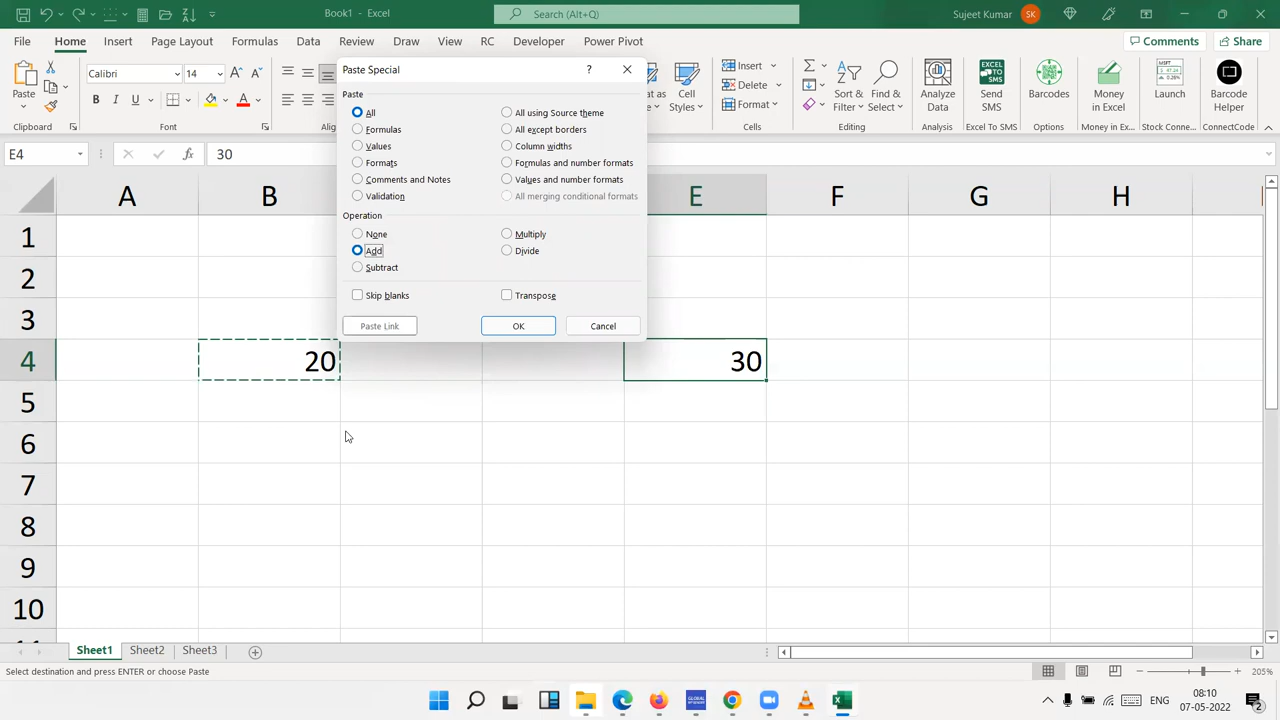 Book1 - Excel
Search (Alt+Q)
Sujeet Kumar
SK
File
Home
Insert
Page Layout
Formulas
Data
Review
Draw
View
RC
Developer
Power Pivot
Comments
Share
Paste
Clipboard
Calibri
14
B I U
Font
Cell
Styles
Insert
Delete
Format
Cells
Sort &
Filter
Find &
Select
Analyze
Data
Analysis
EXCEL
TO
SMS
Send
SMS
Excel To SMS
Barcodes
Options
Money
in Excel
Money in Ex...
Launch
Stock Connec...
Barcode
Helper
ConnectCode
Paste Special
?
Paste
All
Formulas
Values
Formats
Comments and Notes
Validation
All using Source theme
All except borders
Column widths
Formulas and number formats
Values and number formats
All merging conditional formats
Operation
None
Add
Subtract
Multiply
Divide
Skip blanks
Transpose
Paste Link
OK
Cancel
E4
fx
30
A B E F G H
1
2
3
4 20 30
5
6
7
8
9
10
Sheet1
Sheet2
Sheet3
Select destination and press ENTER or choose Paste
205%
ENG
08:10
07-05-2022
2